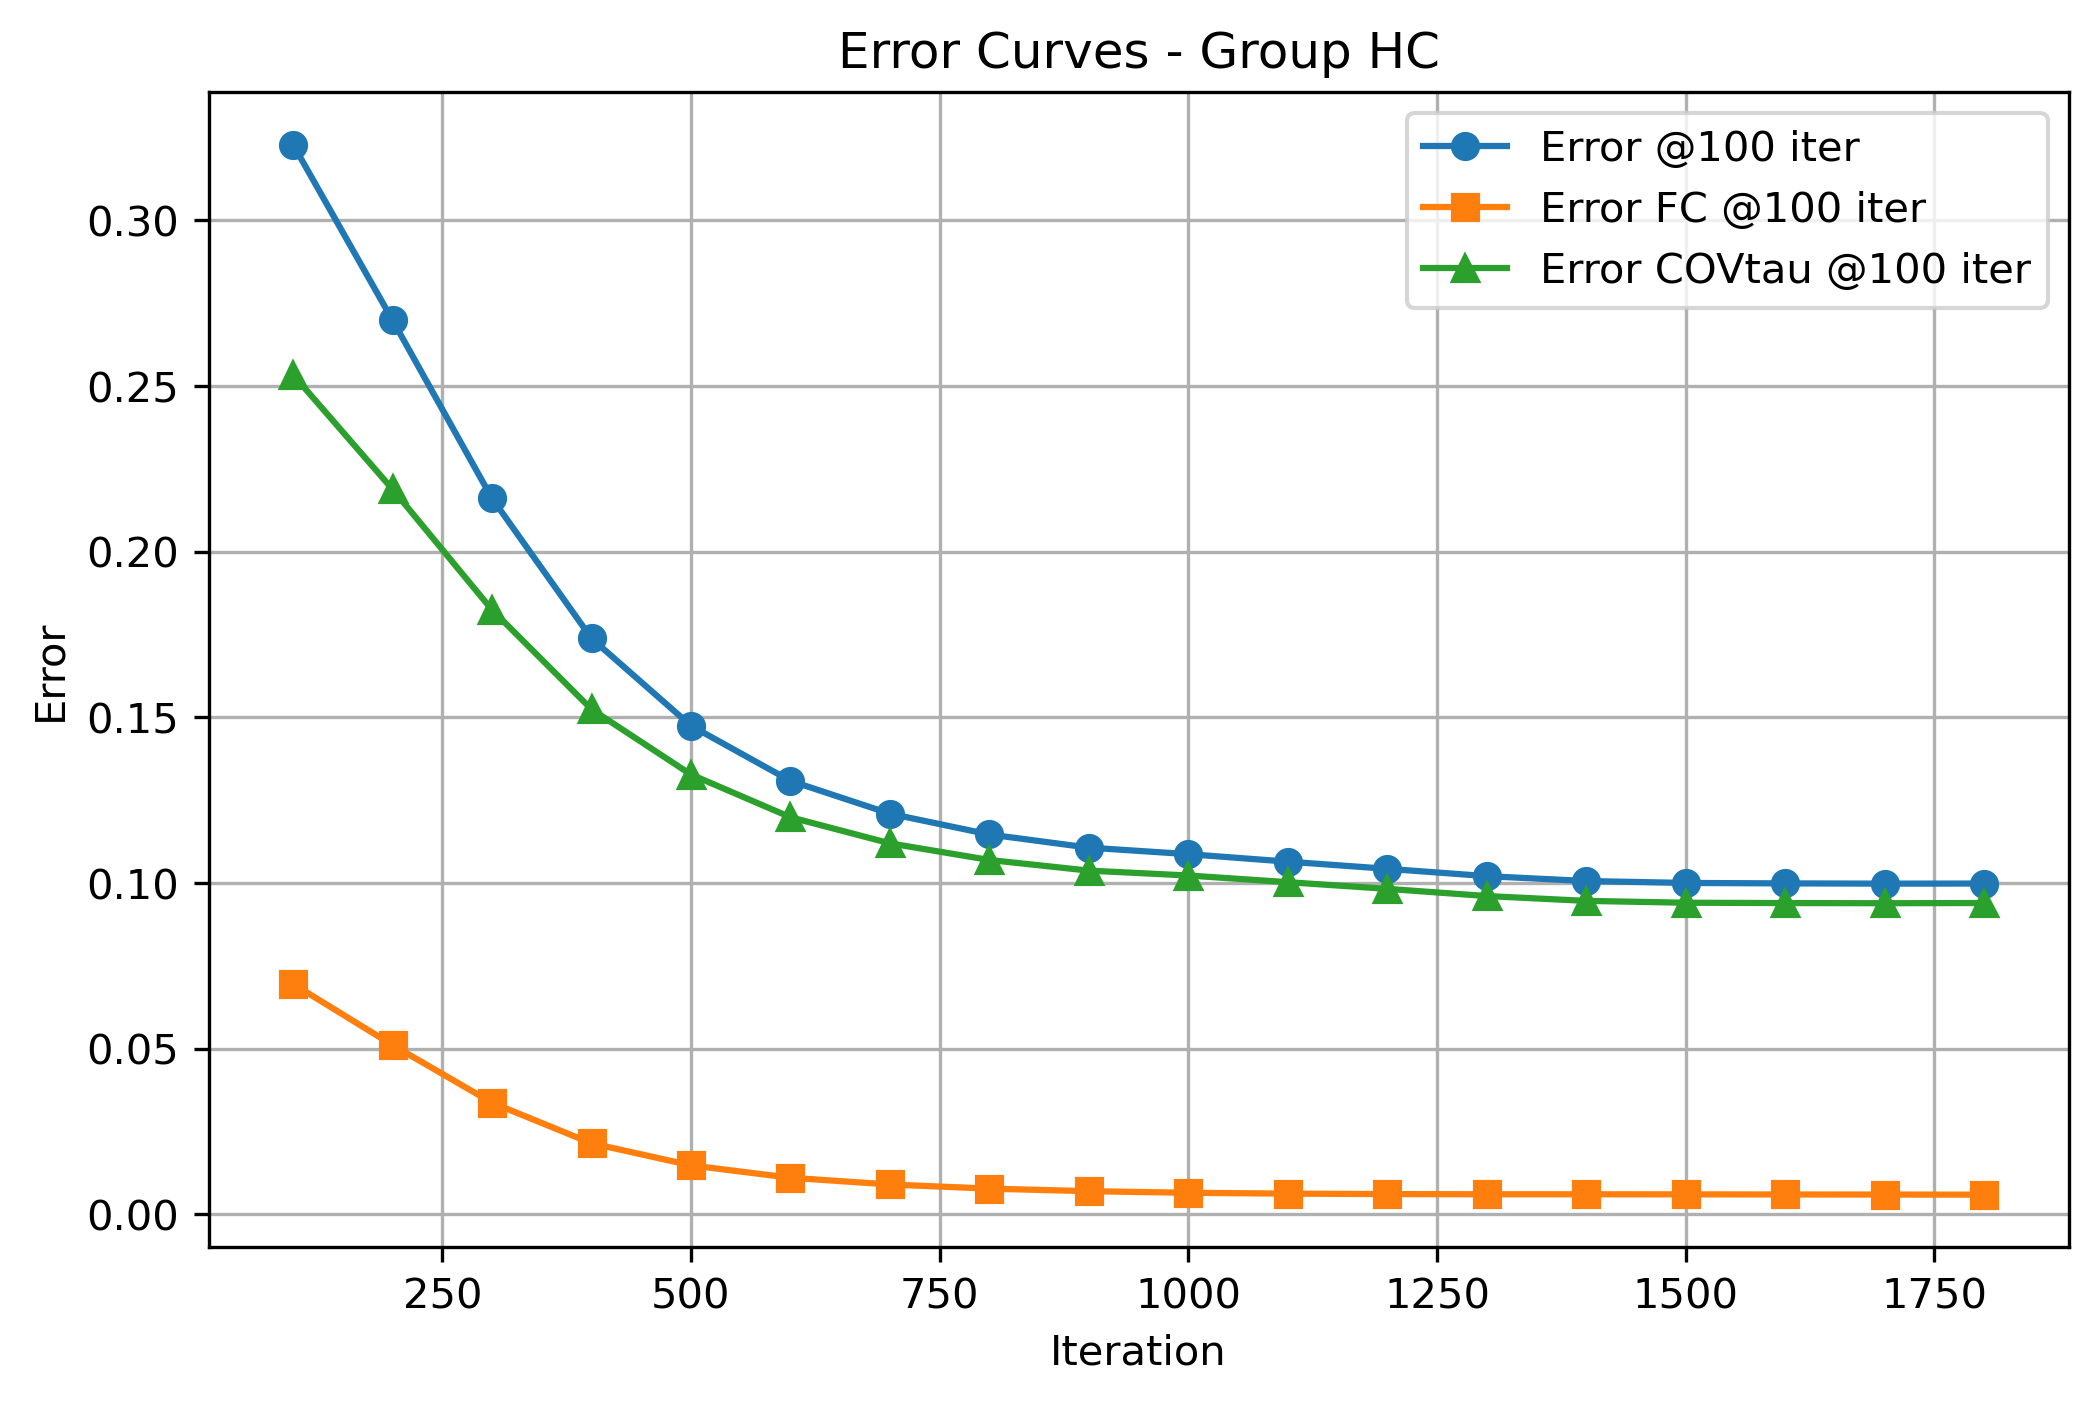 Error Curves - Group HC
Error @100 iter
Error FC @100 iter
Error COVtau @100 iter
Error
0.30
0.25
0.20
0.15
0.10
0.05
0.00
250 500 750 1000 1250 1500 1750
Iteration